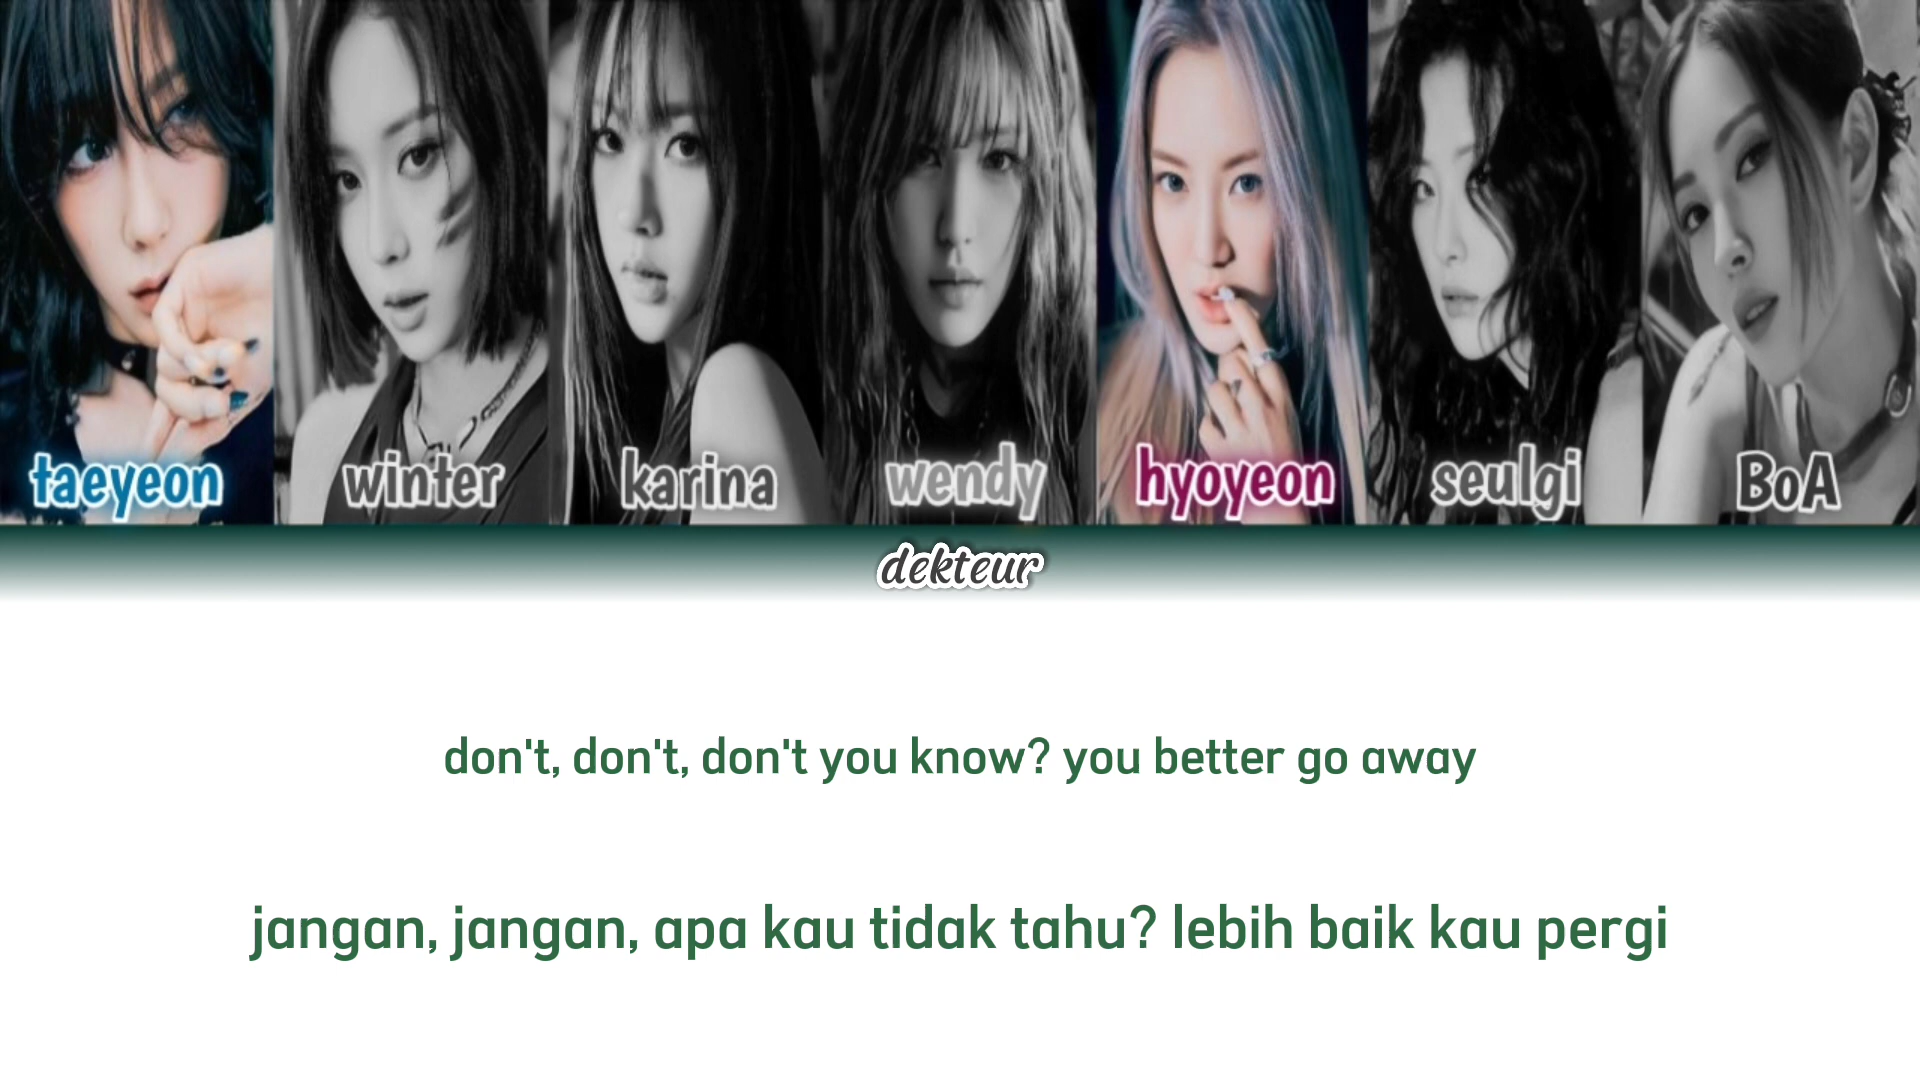 taeyeon winter karina wendy hyoyeon seulgi BoA
dekteur
don't, don't, don't you know? you better go away
jangan, jangan, apa kau tidak tahu? lebih baik kau pergi